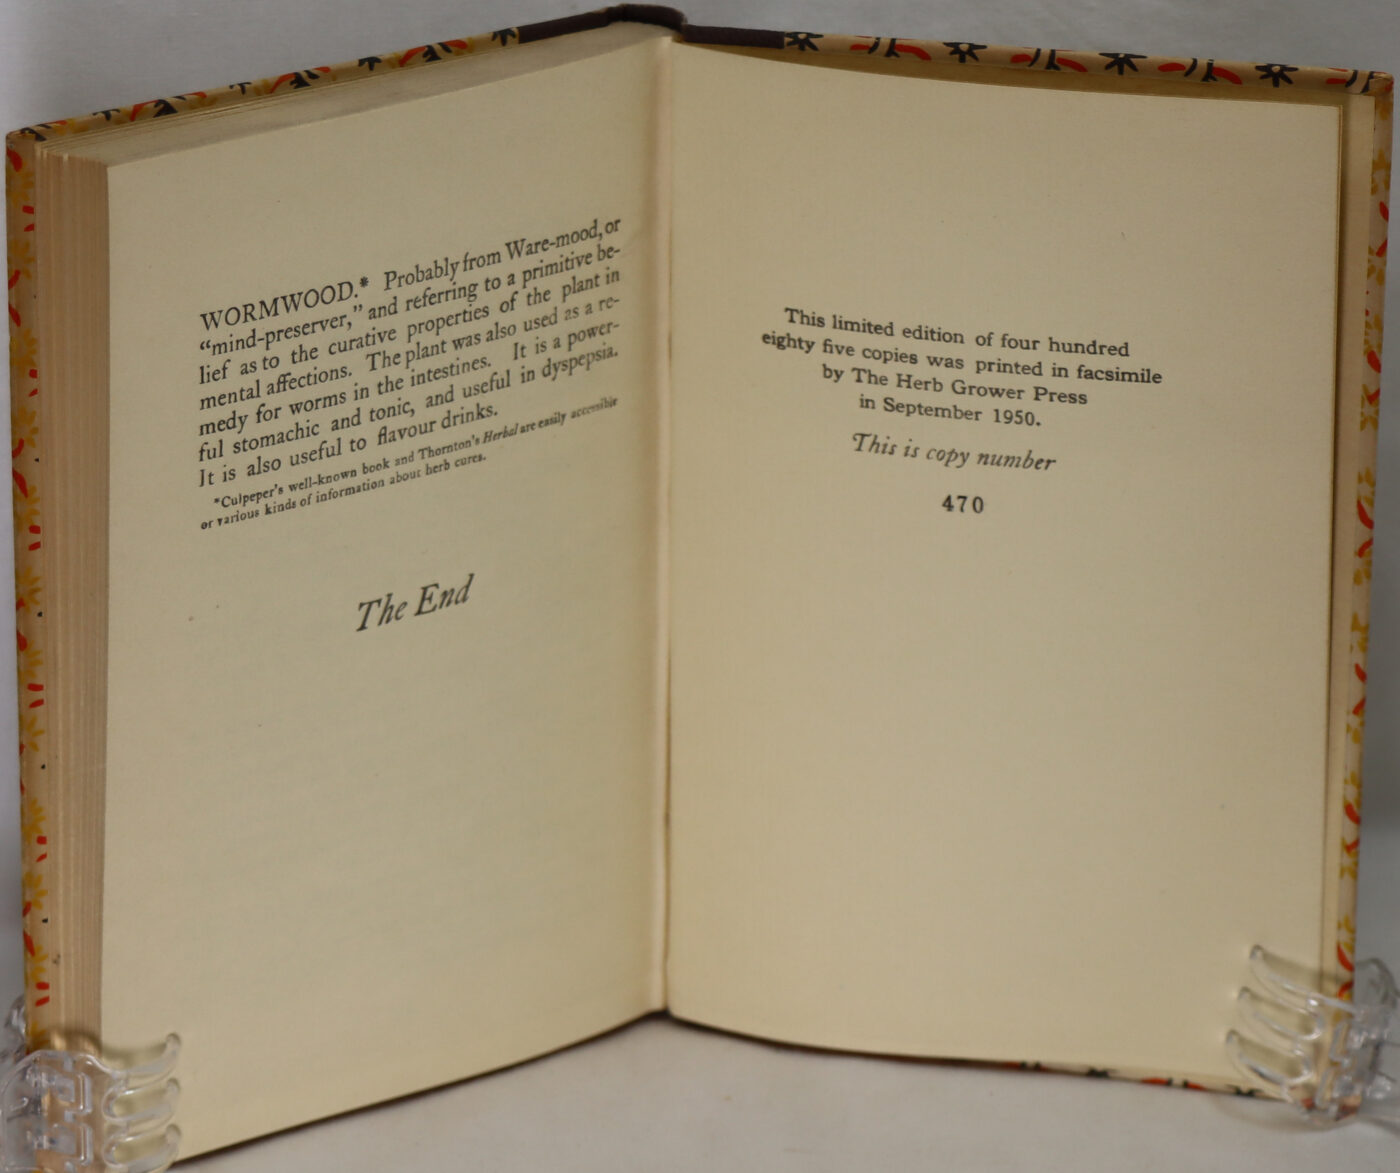 WORMWOOD.* Probably from Ware-mood, or
“mind-preserver,” and referring to a primitive be-
lief as to the curative properties of the plant in
mental affections. The plant was also used as a re-
medy for worms in the intestines. It is a power-
ful stomachic and tonic, and useful in dyspepsia.
It is also useful to flavour drinks.
*Culpeper's well-known book and Thornton's Herbal are easily accessible
or various kinds of information about herb cures.
The End
This limited edition of four hundred
eighty five copies was printed in facsimile
by The Herb Grower Press
in September 1950.
This is copy number
470